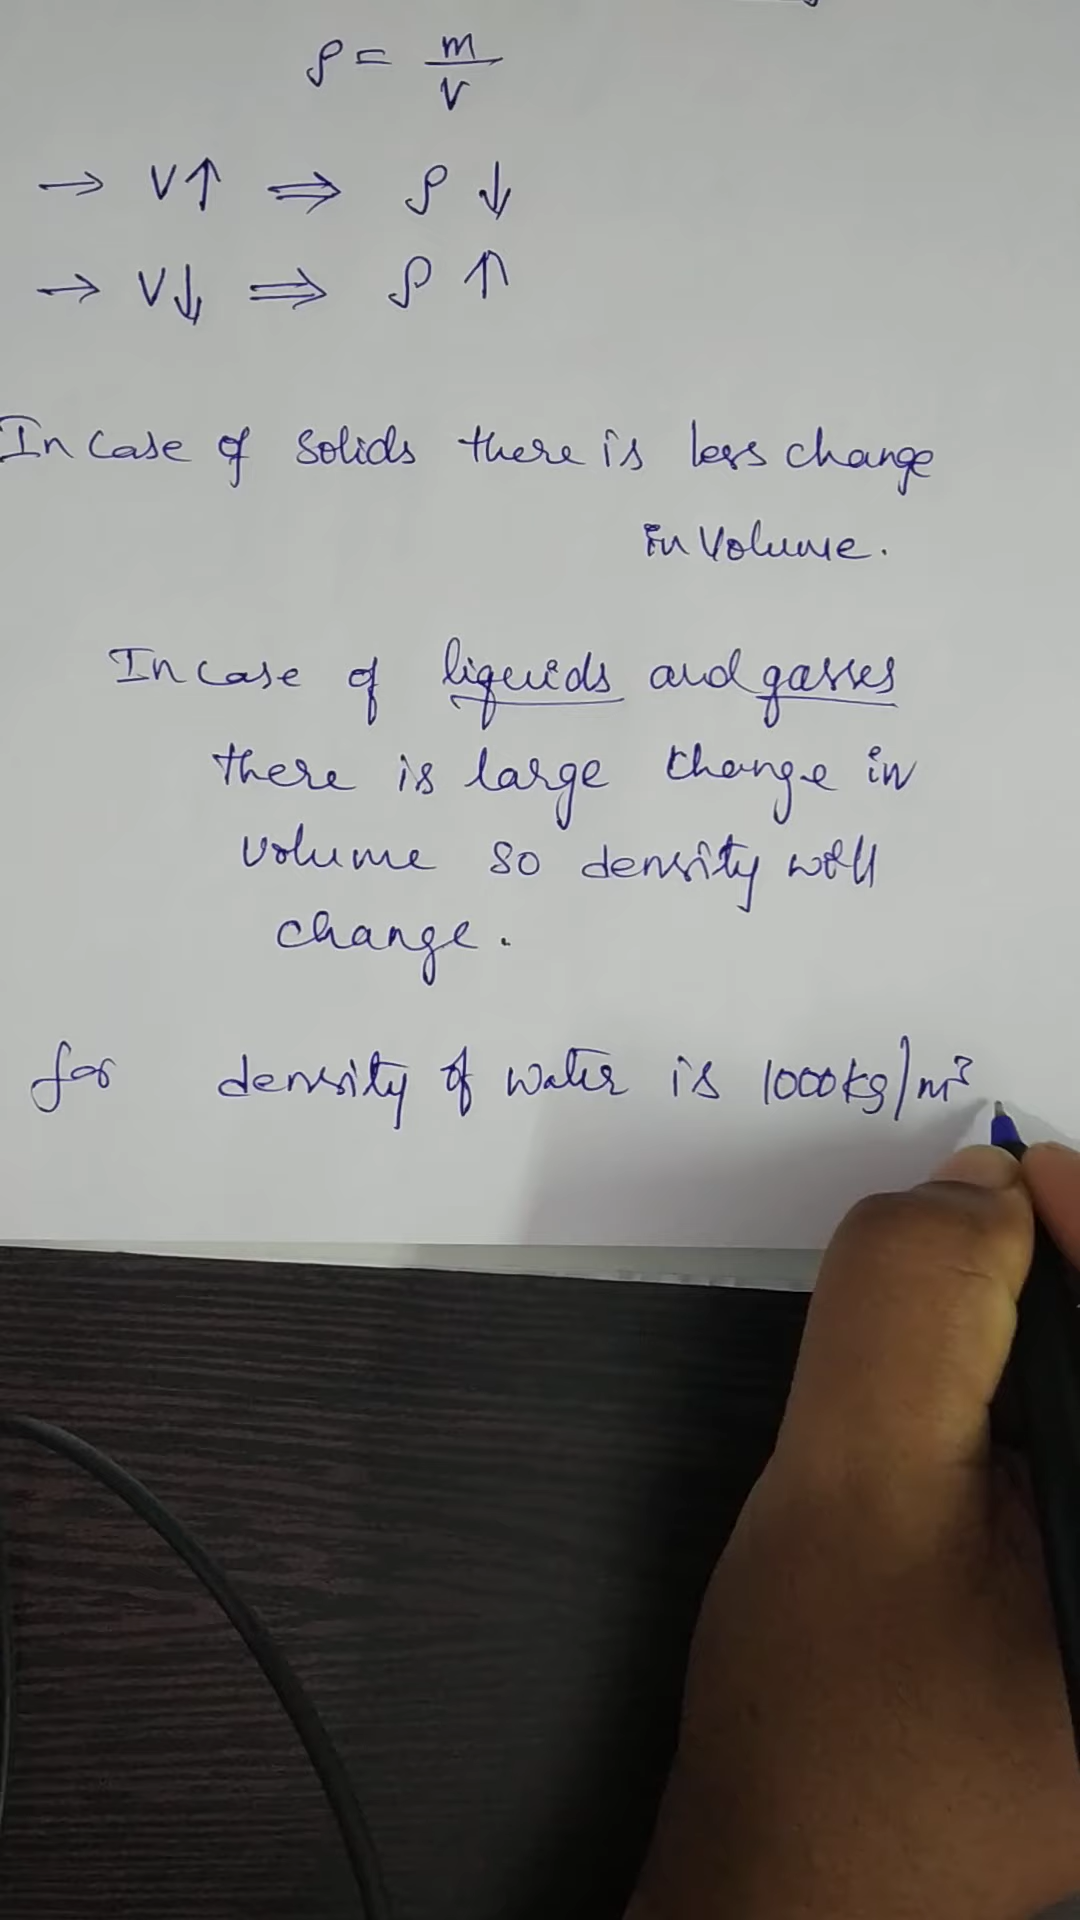 ρ = m/V
→ V↑ ⇒ ρ ↓
→ V↓ ⇒ ρ ↑
In case of solids there is less change
in volume.
In case of liquids and gasses
there is large change in
volume so density will
change.
for density of water is 1000kg/m³